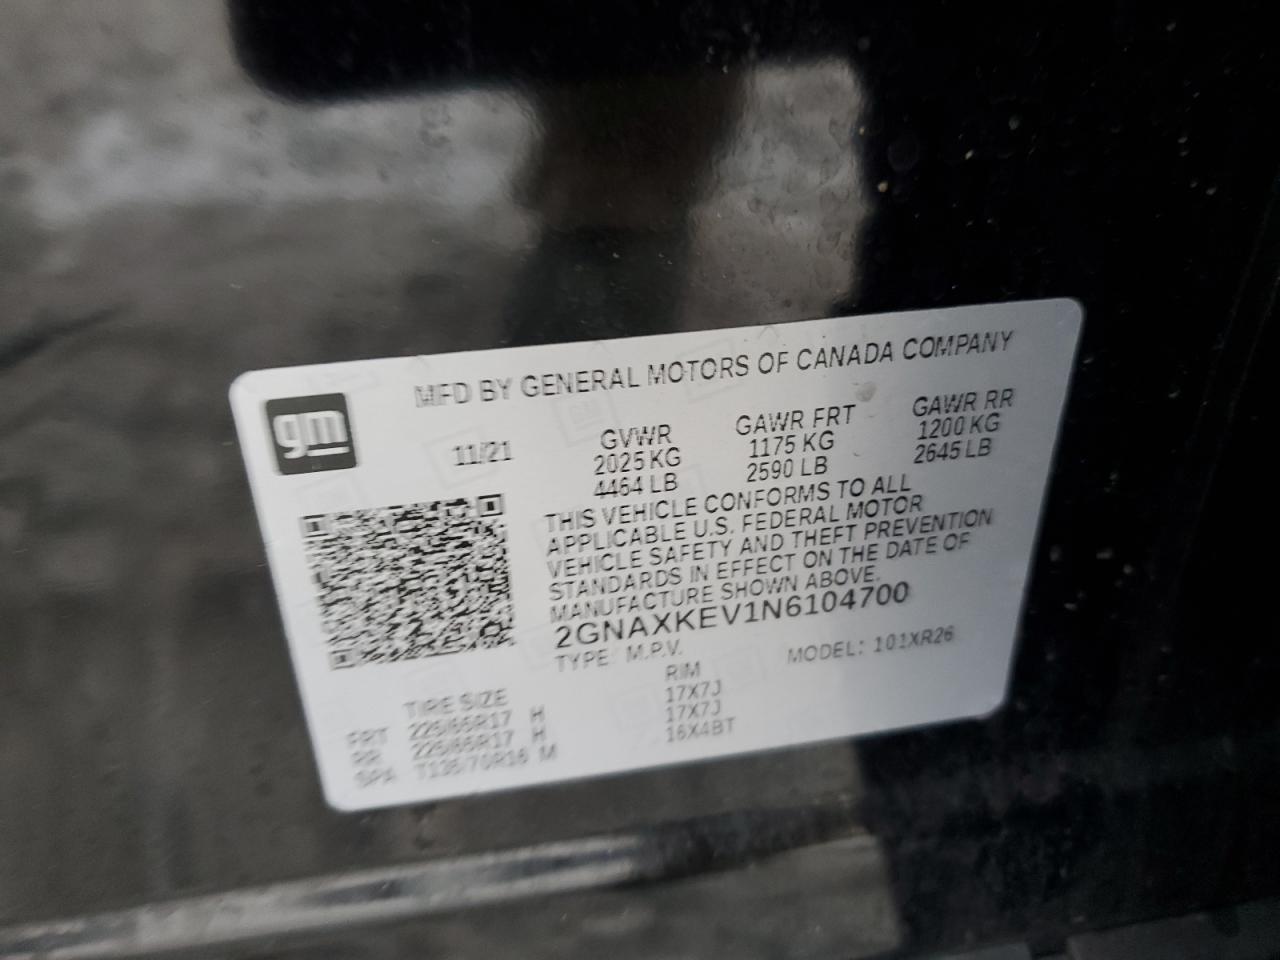 MFD BY GENERAL MOTORS OF CANADA COMPANY
gm
11/21
GVWR GAWR FRT GAWR RR
2025 KG 1175 KG 1200 KG
4464 LB 2590 LB 2645 LB
THIS VEHICLE CONFORMS TO ALL
APPLICABLE U.S. FEDERAL MOTOR
VEHICLE SAFETY AND THEFT PREVENTION
STANDARDS IN EFFECT ON THE DATE OF
MANUFACTURE SHOWN ABOVE.
2GNAXKEV1N6104700
TYPE: M.P.V. MODEL: 101XR26
TIRE SIZE RIM
FRT 225/65R17 H 17X7J
RR 225/65R17 H 17X7J
SPA T135/70R16 M 16X4BT